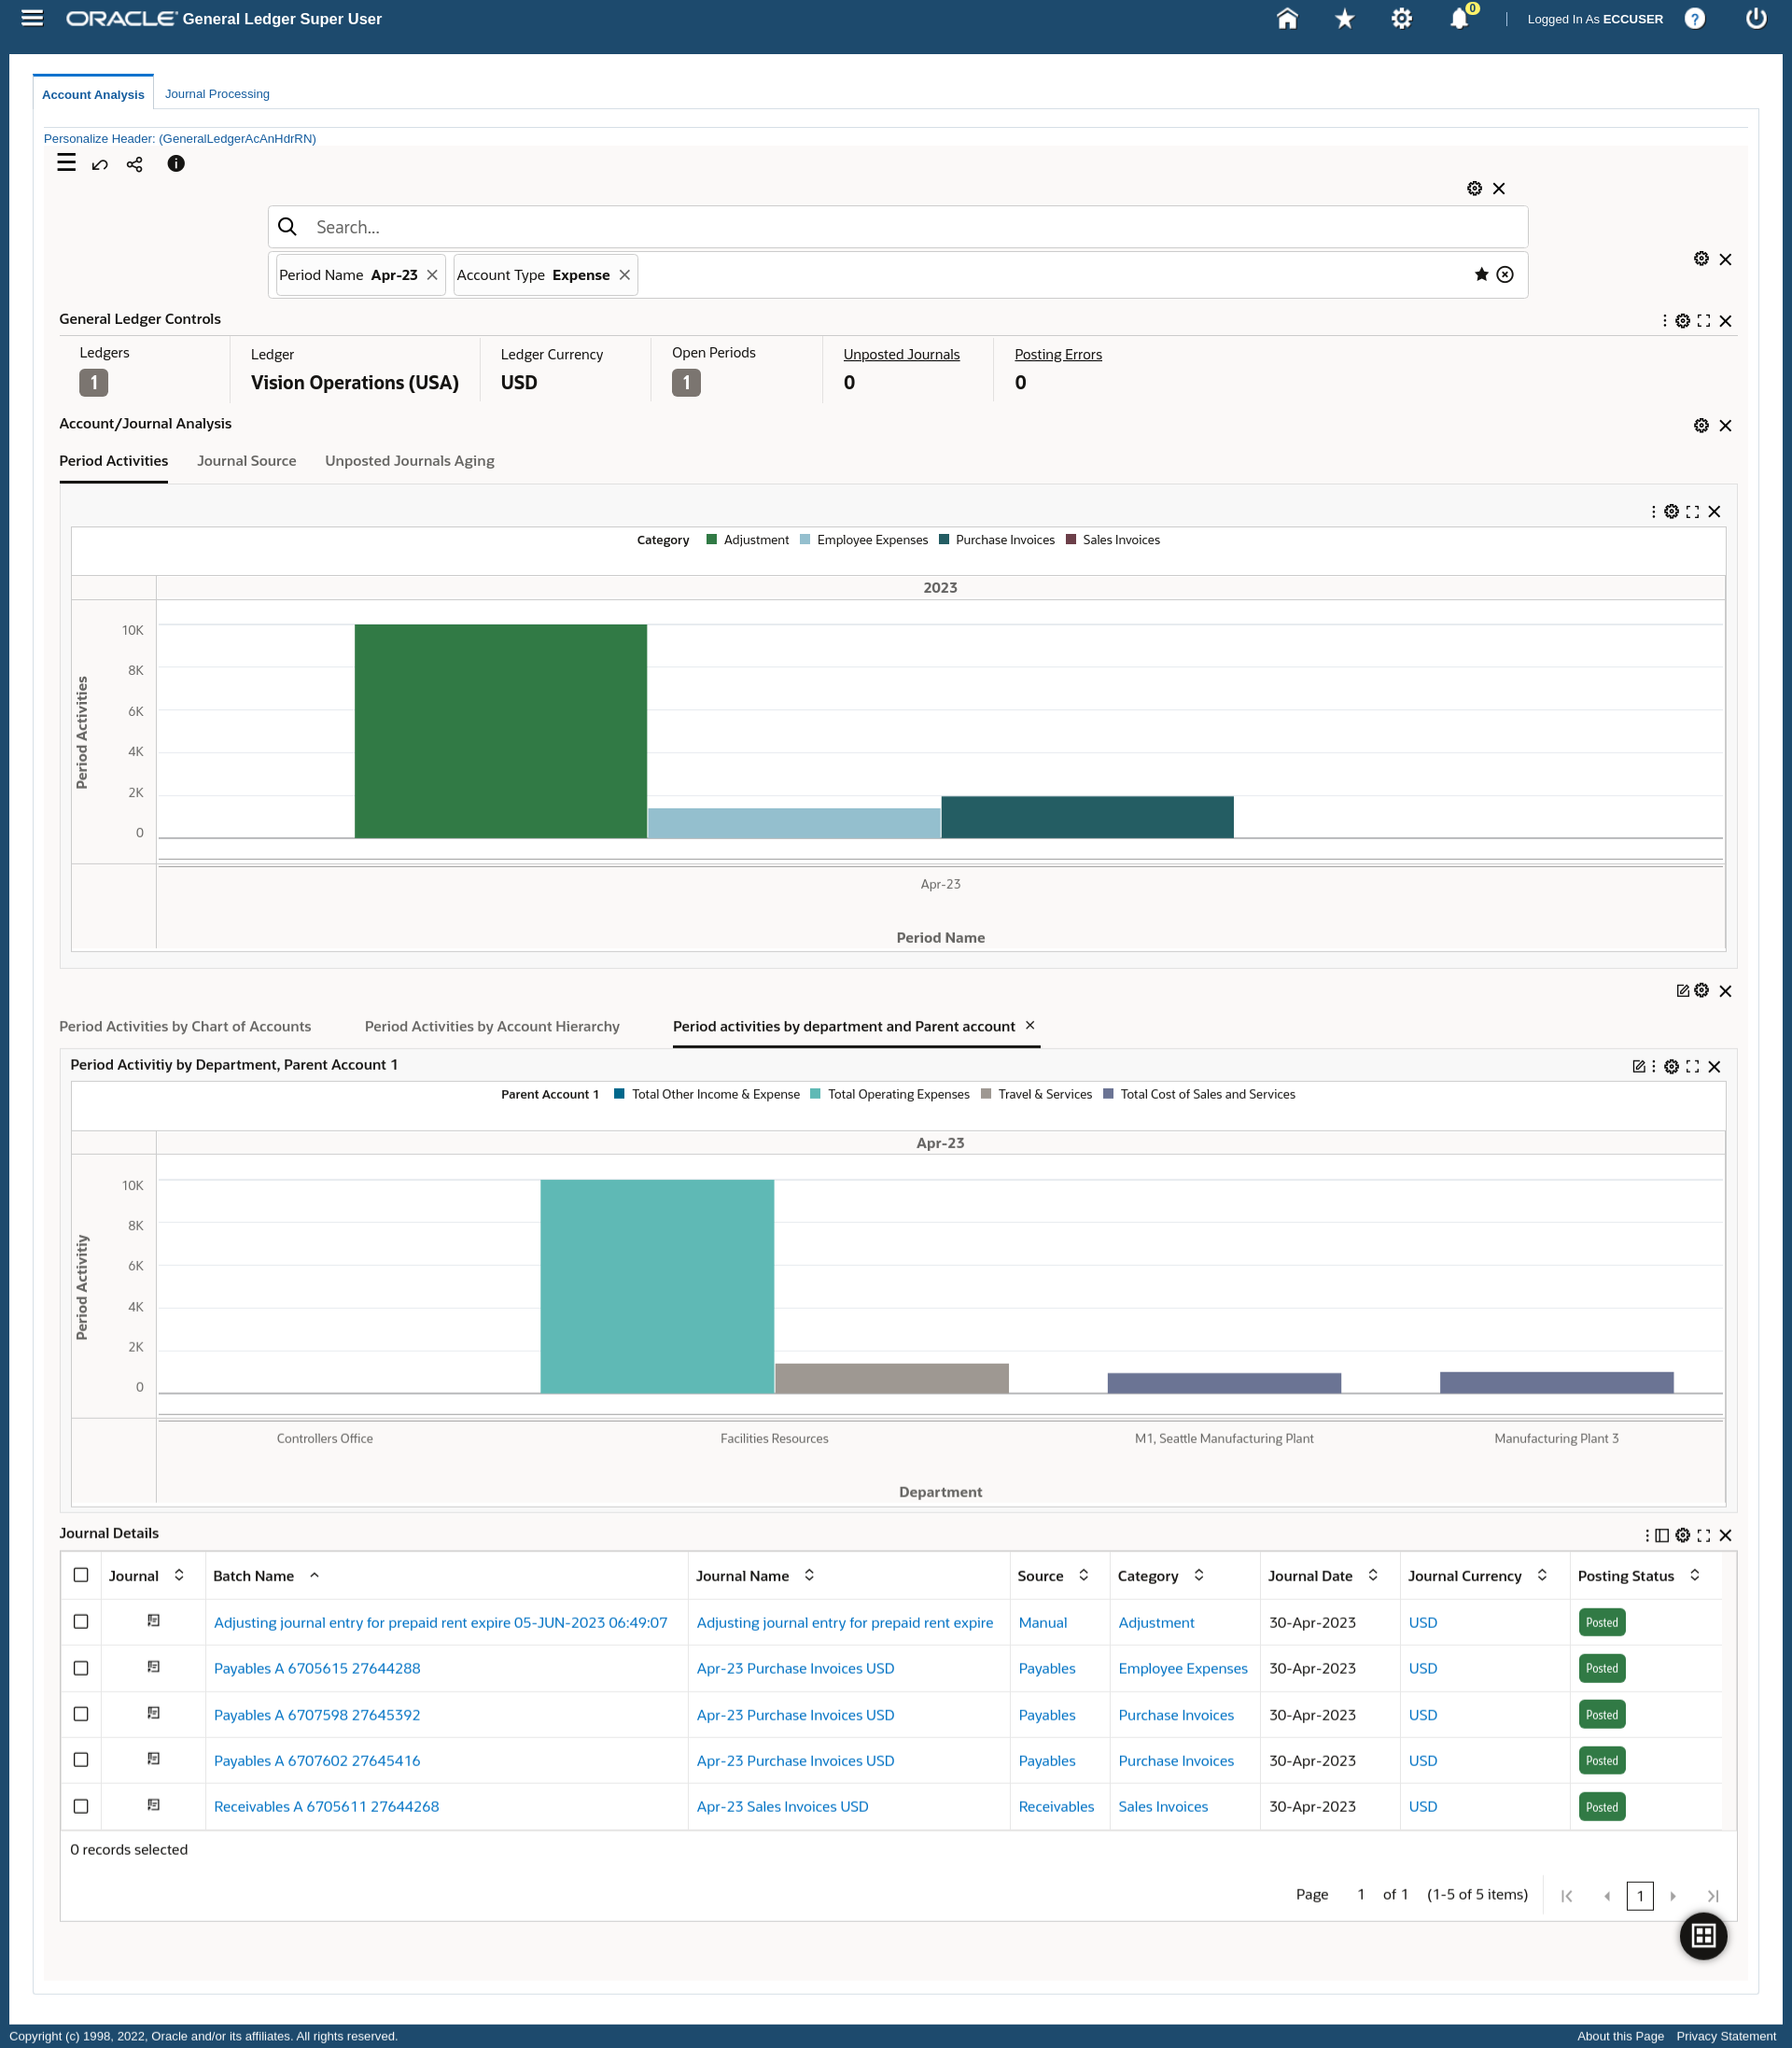 ORACLE General Ledger Super User 0 Logged In As ECCUSER ?
Account Analysis Journal Processing
Personalize Header: (GeneralLedgerAcAnHdrRN)
Search...
Period Name Apr-23 Account Type Expense
General Ledger Controls
Ledgers Ledger Ledger Currency Open Periods Unposted Journals Posting Errors
1 Vision Operations (USA) USD 1 0 0
Account/Journal Analysis
Period Activities Journal Source Unposted Journals Aging
Category Adjustment Employee Expenses Purchase Invoices Sales Invoices
2023
Period Activities
10K
8K
6K
4K
2K
0
Apr-23
Period Name
Period Activities by Chart of Accounts Period Activities by Account Hierarchy Period activities by department and Parent account
Period Activitiy by Department, Parent Account 1
Parent Account 1 Total Other Income & Expense Total Operating Expenses Travel & Services Total Cost of Sales and Services
Apr-23
Period Activitiy
10K
8K
6K
4K
2K
0
Controllers Office Facilities Resources M1, Seattle Manufacturing Plant Manufacturing Plant 3
Department
Journal Details
Journal Batch Name Journal Name Source Category Journal Date Journal Currency Posting Status
Adjusting journal entry for prepaid rent expire 05-JUN-2023 06:49:07 Adjusting journal entry for prepaid rent expire Manual Adjustment 30-Apr-2023 USD Posted
Payables A 6705615 27644288 Apr-23 Purchase Invoices USD Payables Employee Expenses 30-Apr-2023 USD Posted
Payables A 6707598 27645392 Apr-23 Purchase Invoices USD Payables Purchase Invoices 30-Apr-2023 USD Posted
Payables A 6707602 27645416 Apr-23 Purchase Invoices USD Payables Purchase Invoices 30-Apr-2023 USD Posted
Receivables A 6705611 27644268 Apr-23 Sales Invoices USD Receivables Sales Invoices 30-Apr-2023 USD Posted
0 records selected
Page 1 of 1 (1-5 of 5 items) 1
Copyright (c) 1998, 2022, Oracle and/or its affiliates. All rights reserved. About this Page Privacy Statement